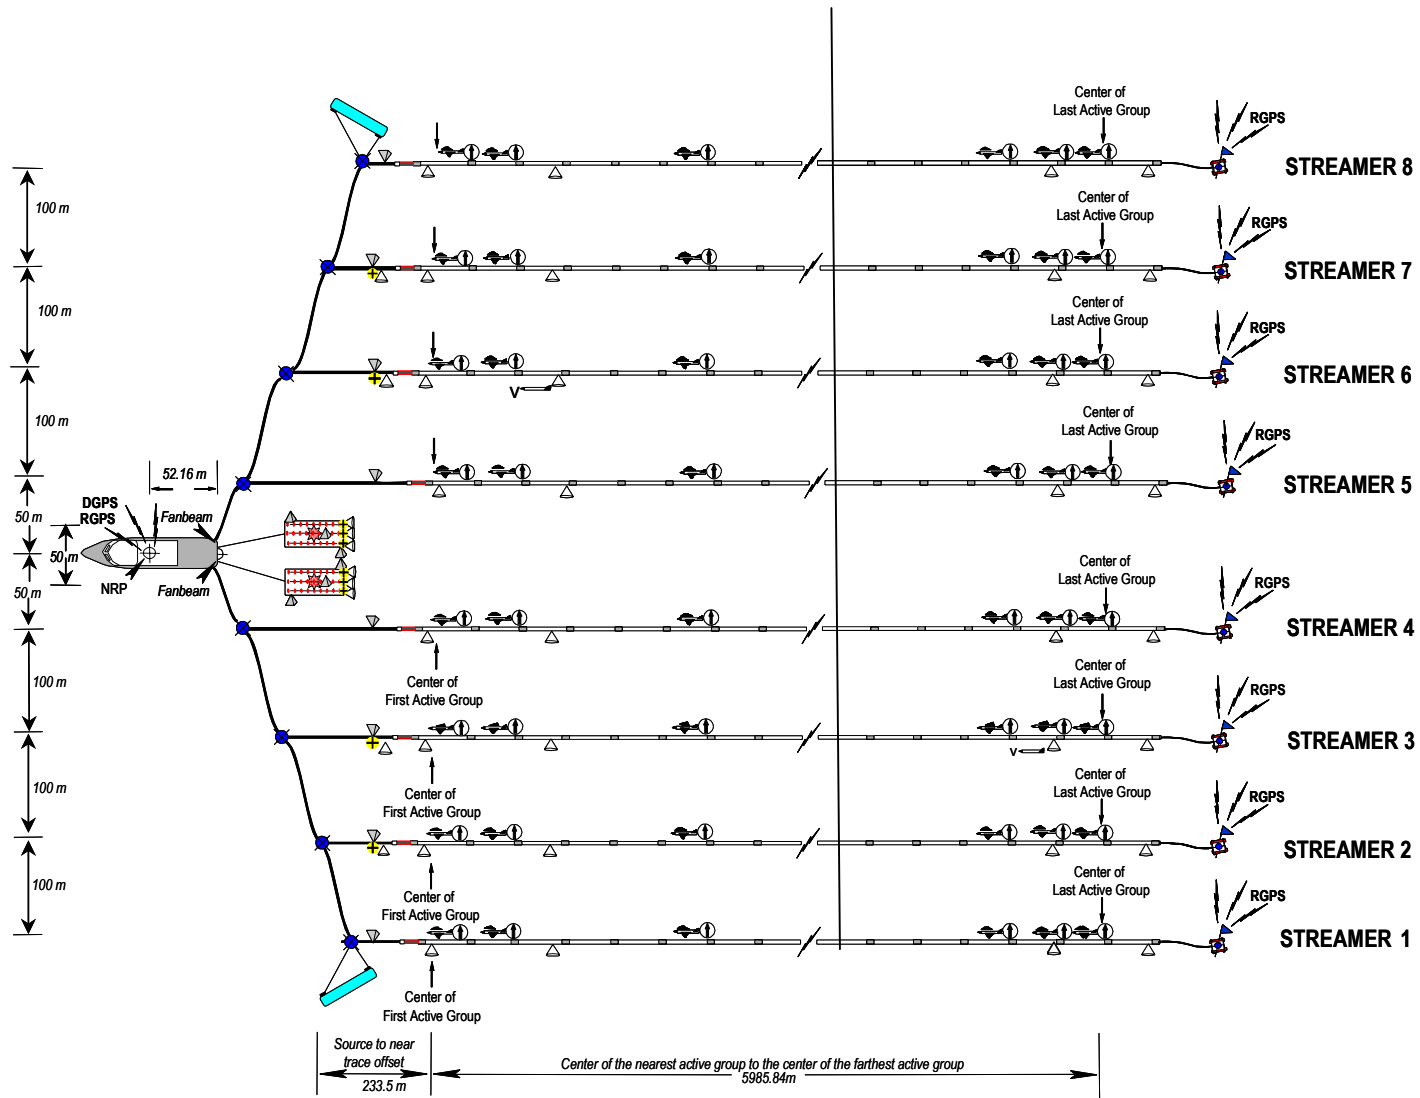 Center of
Last Active Group
RGPS
STREAMER 8
100 m
Center of
Last Active Group
RGPS
STREAMER 7
100 m
Center of
Last Active Group
RGPS
STREAMER 6
V
100 m
Center of
Last Active Group
RGPS
STREAMER 5
52.16 m
DGPS
RGPS
Fanbeam
50 m
50 m
50 m
NRP
Fanbeam
Center of
Last Active Group
RGPS
STREAMER 4
Center of
First Active Group
100 m
Center of
Last Active Group
RGPS
STREAMER 3
V
Center of
First Active Group
100 m
Center of
Last Active Group
RGPS
STREAMER 2
Center of
First Active Group
100 m
Center of
Last Active Group
RGPS
STREAMER 1
Center of
First Active Group
Source to near
trace offset
233.5 m
Center of the nearest active group to the center of the farthest active group
5985.84m